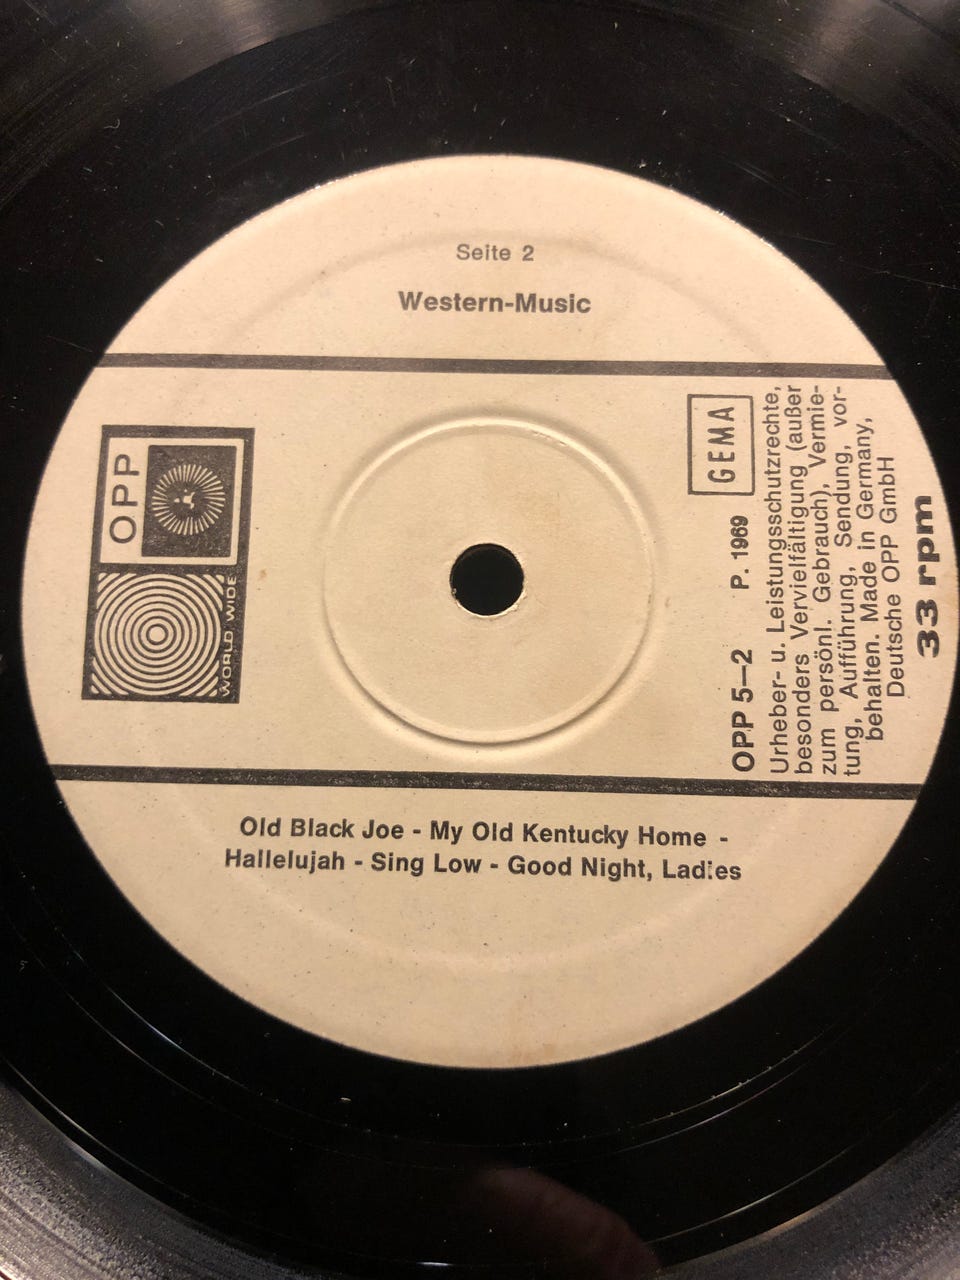 Seite 2
Western-Music
OPP
WORLD WIDE
GEMA
OPP 5—2 P. 1969
Urheber- u. Leistungsschutzrechte,
besonders Vervielfältigung (außer
zum persönl. Gebrauch), Vermie-
tung, Aufführung, Sendung, vor-
behalten. Made in Germany,
Deutsche OPP GmbH
33 rpm
Old Black Joe - My Old Kentucky Home -
Hallelujah - Sing Low - Good Night, Ladies